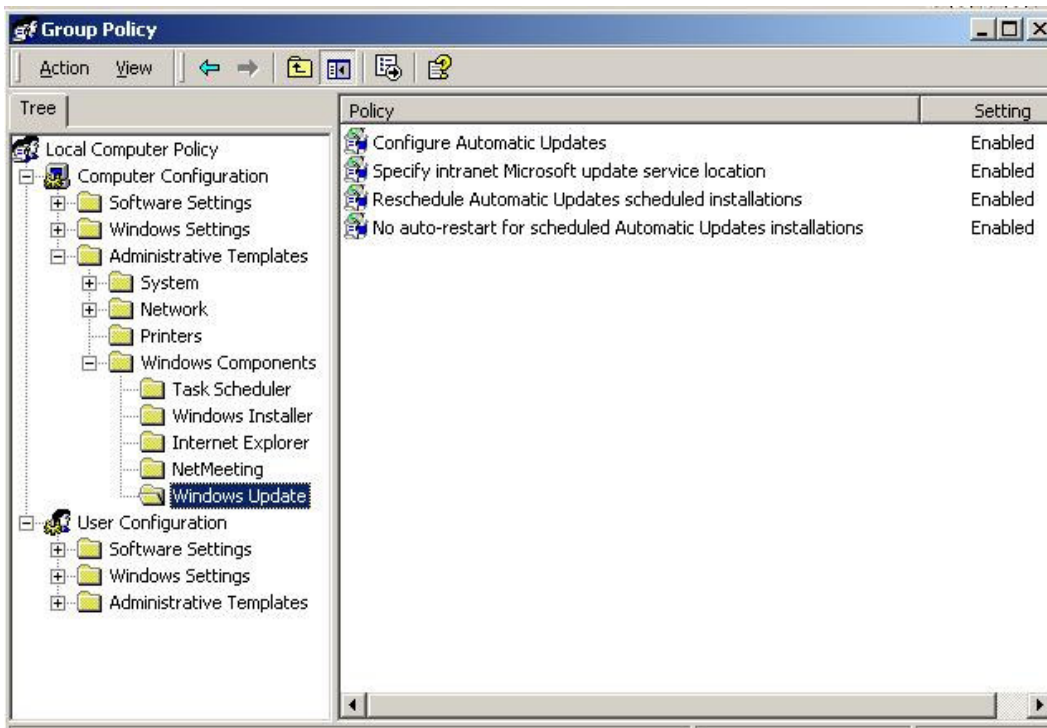 Group Policy
Action View
Tree
Policy Setting
Local Computer Policy
Computer Configuration
Software Settings
Windows Settings
Administrative Templates
System
Network
Printers
Windows Components
Task Scheduler
Windows Installer
Internet Explorer
NetMeeting
Windows Update
User Configuration
Software Settings
Windows Settings
Administrative Templates
Configure Automatic Updates Enabled
Specify intranet Microsoft update service location Enabled
Reschedule Automatic Updates scheduled installations Enabled
No auto-restart for scheduled Automatic Updates installations Enabled